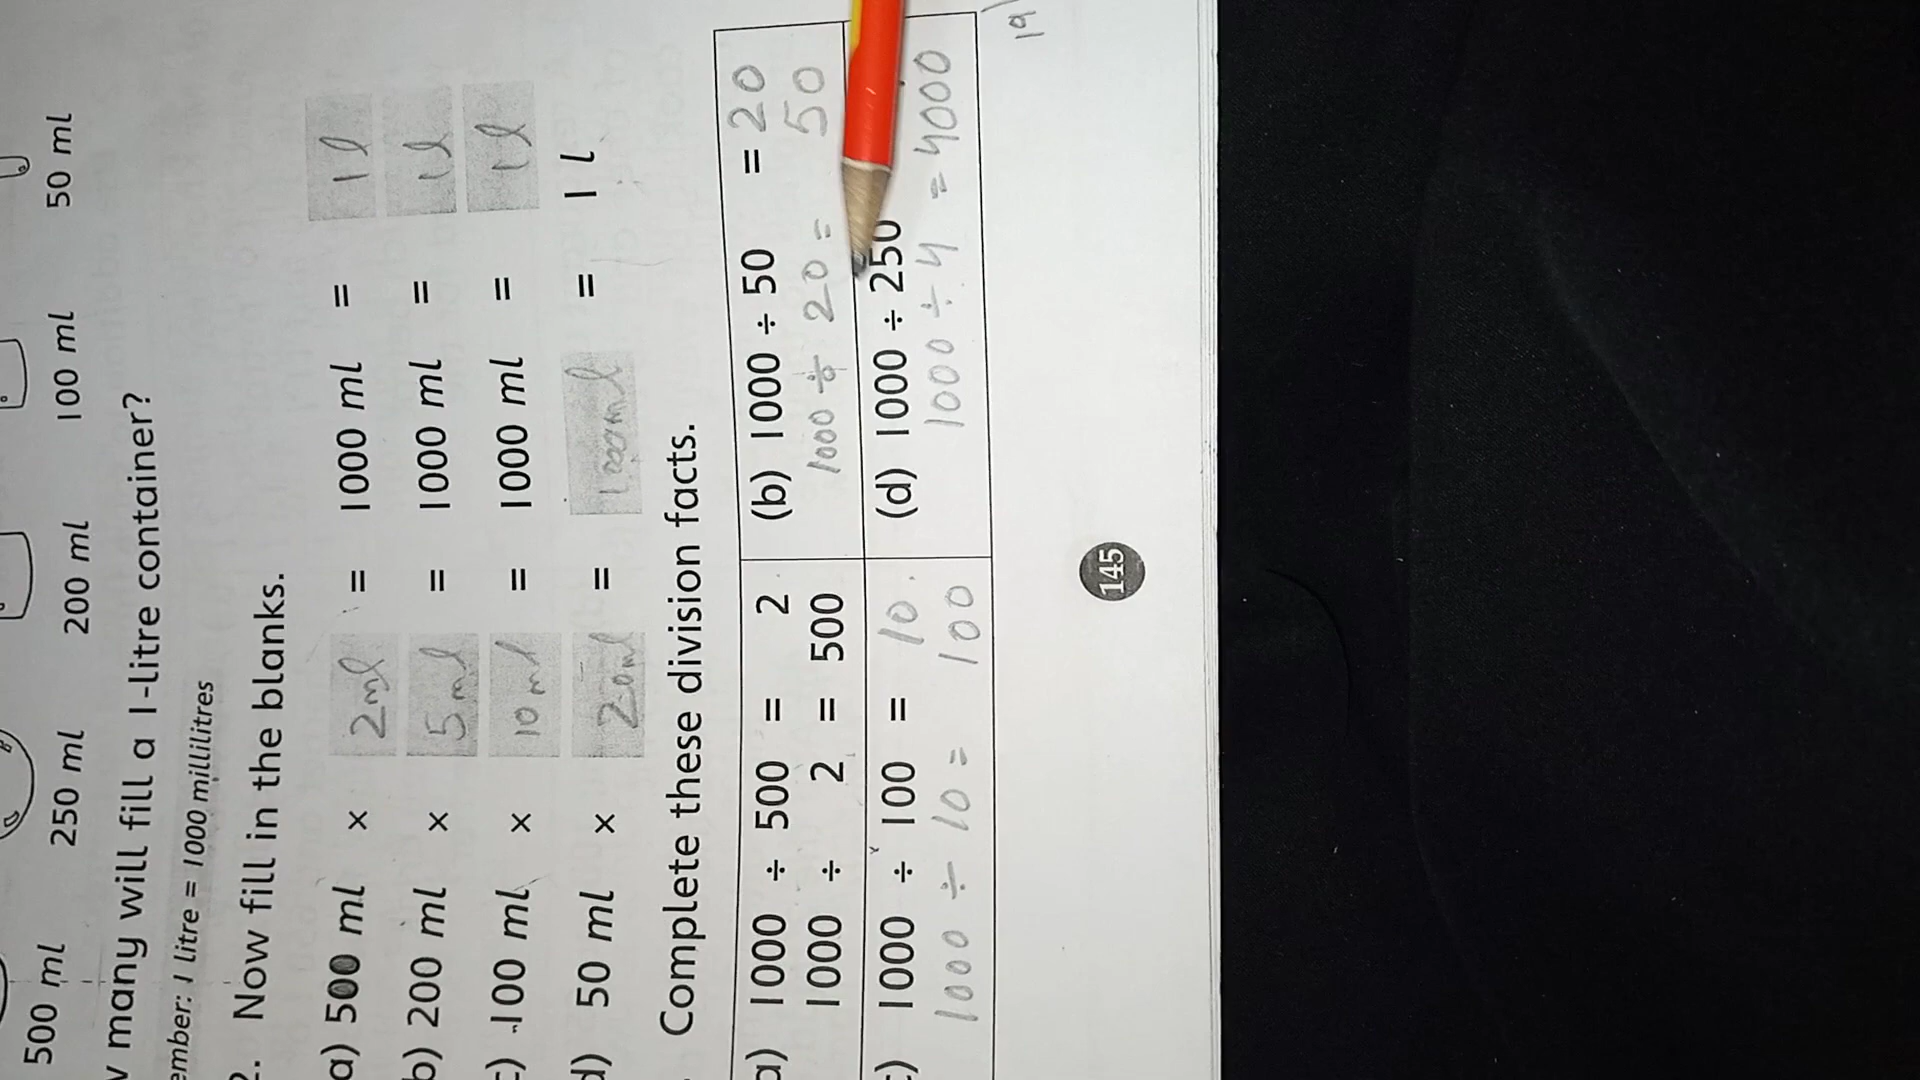 500 ml 250 ml 200 ml 100 ml 50 ml
many will fill a 1-litre container?
ember: 1 litre = 1000 millilitres
2. Now fill in the blanks.
a) 500 ml × 2ml = 1000 ml = 1l
b) 200 ml × 5ml = 1000 ml = 1l
c) 100 ml × 10ml = 1000 ml = 1l
d) 50 ml × 20ml = 1000ml = 1 l
Complete these division facts.
a) 1000 ÷ 500 = 2 (b) 1000 ÷ 50 = 20
1000 ÷ 2 = 500 1000 ÷ 20 = 50
c) 1000 ÷ 100 = 10 (d) 1000 ÷ 250
1000 ÷ 10 = 100 1000 ÷ 4 = 4000
145